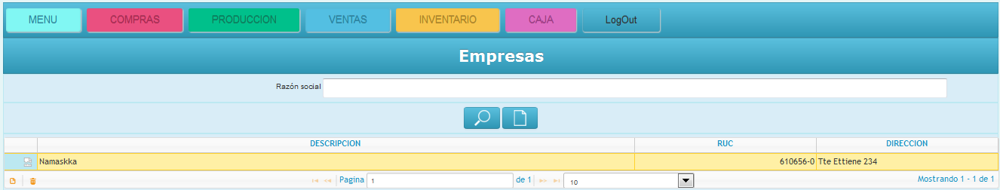 MENU COMPRAS PRODUCCION VENTAS INVENTARIO CAJA LogOut
Empresas
Razón social
DESCRIPCION RUC DIRECCION
Namaskka 610656-0 Tte Ettiene 234
Pagina 1 de 1 10 Mostrando 1 - 1 de 1